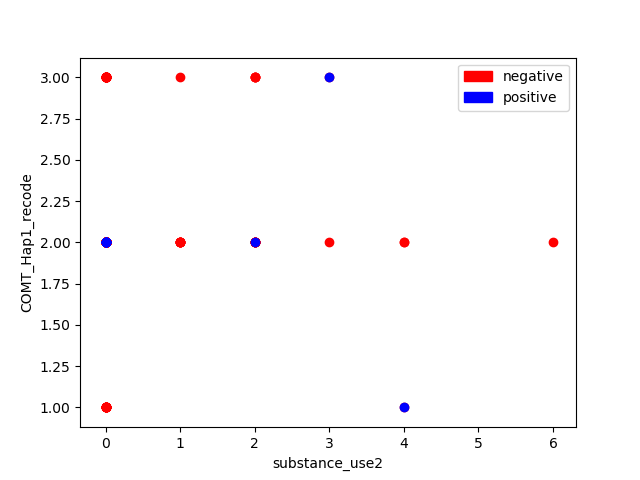 negative
positive
3.00
2.75
2.50
2.25
2.00
1.75
1.50
1.25
1.00
COMT_Hap1_recode
0 1 2 3 4 5 6
substance_use2